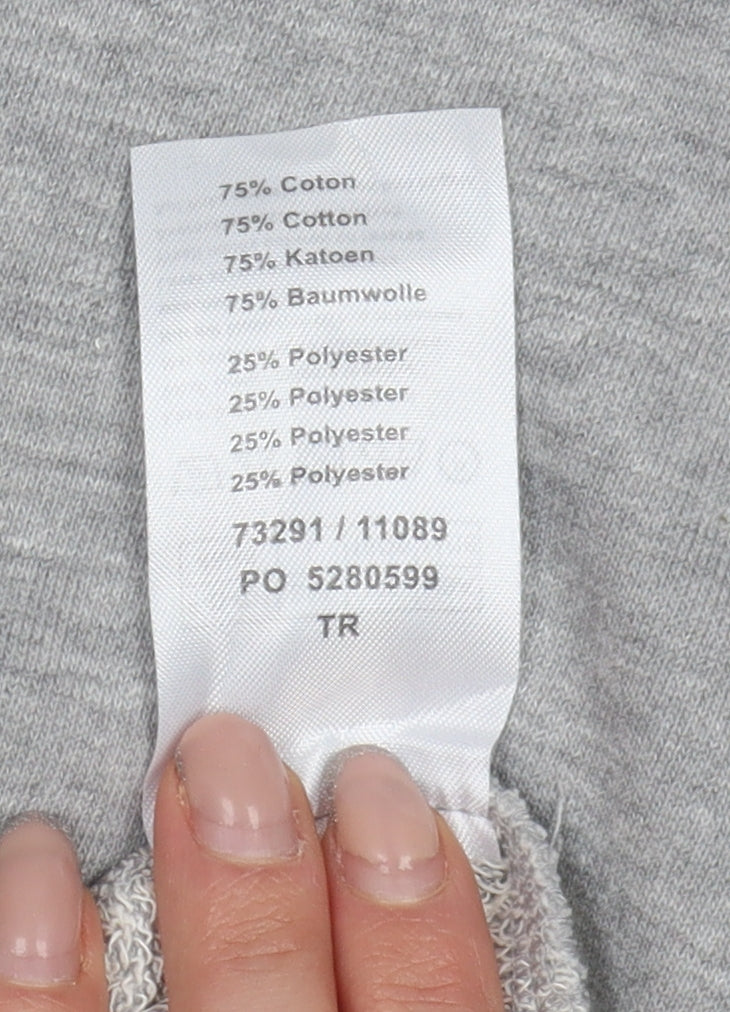 75% Coton
75% Cotton
75% Katoen
75% Baumwolle
25% Polyester
25% Polyester
25% Polyester
25% Polyester
73291 / 11089
PO 5280599
TR